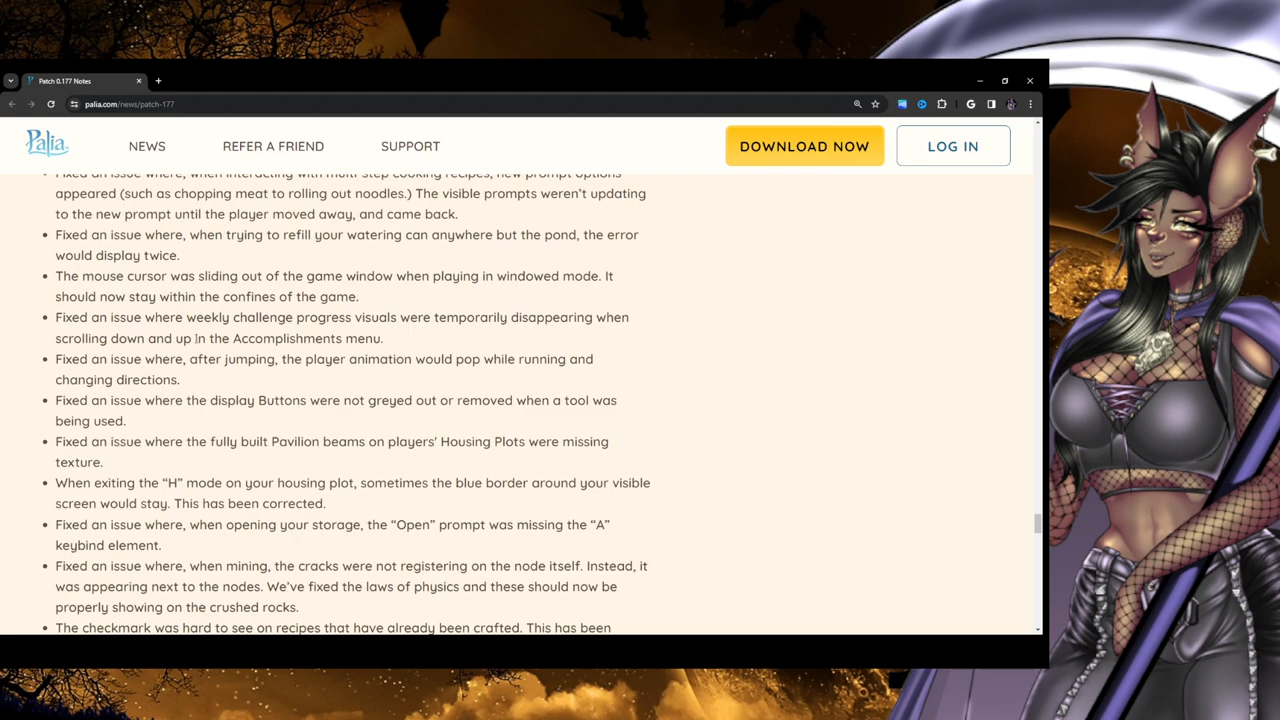 Patch 0.177 Notes
palia.com/news/patch-177
Palia
NEWS
REFER A FRIEND
SUPPORT
DOWNLOAD NOW
LOG IN
Fixed an issue where, when interacting with multi-step cooking recipes, new prompt options
appeared (such as chopping meat to rolling out noodles.) The visible prompts weren't updating
to the new prompt until the player moved away, and came back.
Fixed an issue where, when trying to refill your watering can anywhere but the pond, the error
would display twice.
The mouse cursor was sliding out of the game window when playing in windowed mode. It
should now stay within the confines of the game.
Fixed an issue where weekly challenge progress visuals were temporarily disappearing when
scrolling down and up in the Accomplishments menu.
Fixed an issue where, after jumping, the player animation would pop while running and
changing directions.
Fixed an issue where the display Buttons were not greyed out or removed when a tool was
being used.
Fixed an issue where the fully built Pavilion beams on players' Housing Plots were missing
texture.
When exiting the “H” mode on your housing plot, sometimes the blue border around your visible
screen would stay. This has been corrected.
Fixed an issue where, when opening your storage, the “Open” prompt was missing the “A”
keybind element.
Fixed an issue where, when mining, the cracks were not registering on the node itself. Instead, it
was appearing next to the nodes. We've fixed the laws of physics and these should now be
properly showing on the crushed rocks.
The checkmark was hard to see on recipes that have already been crafted. This has been